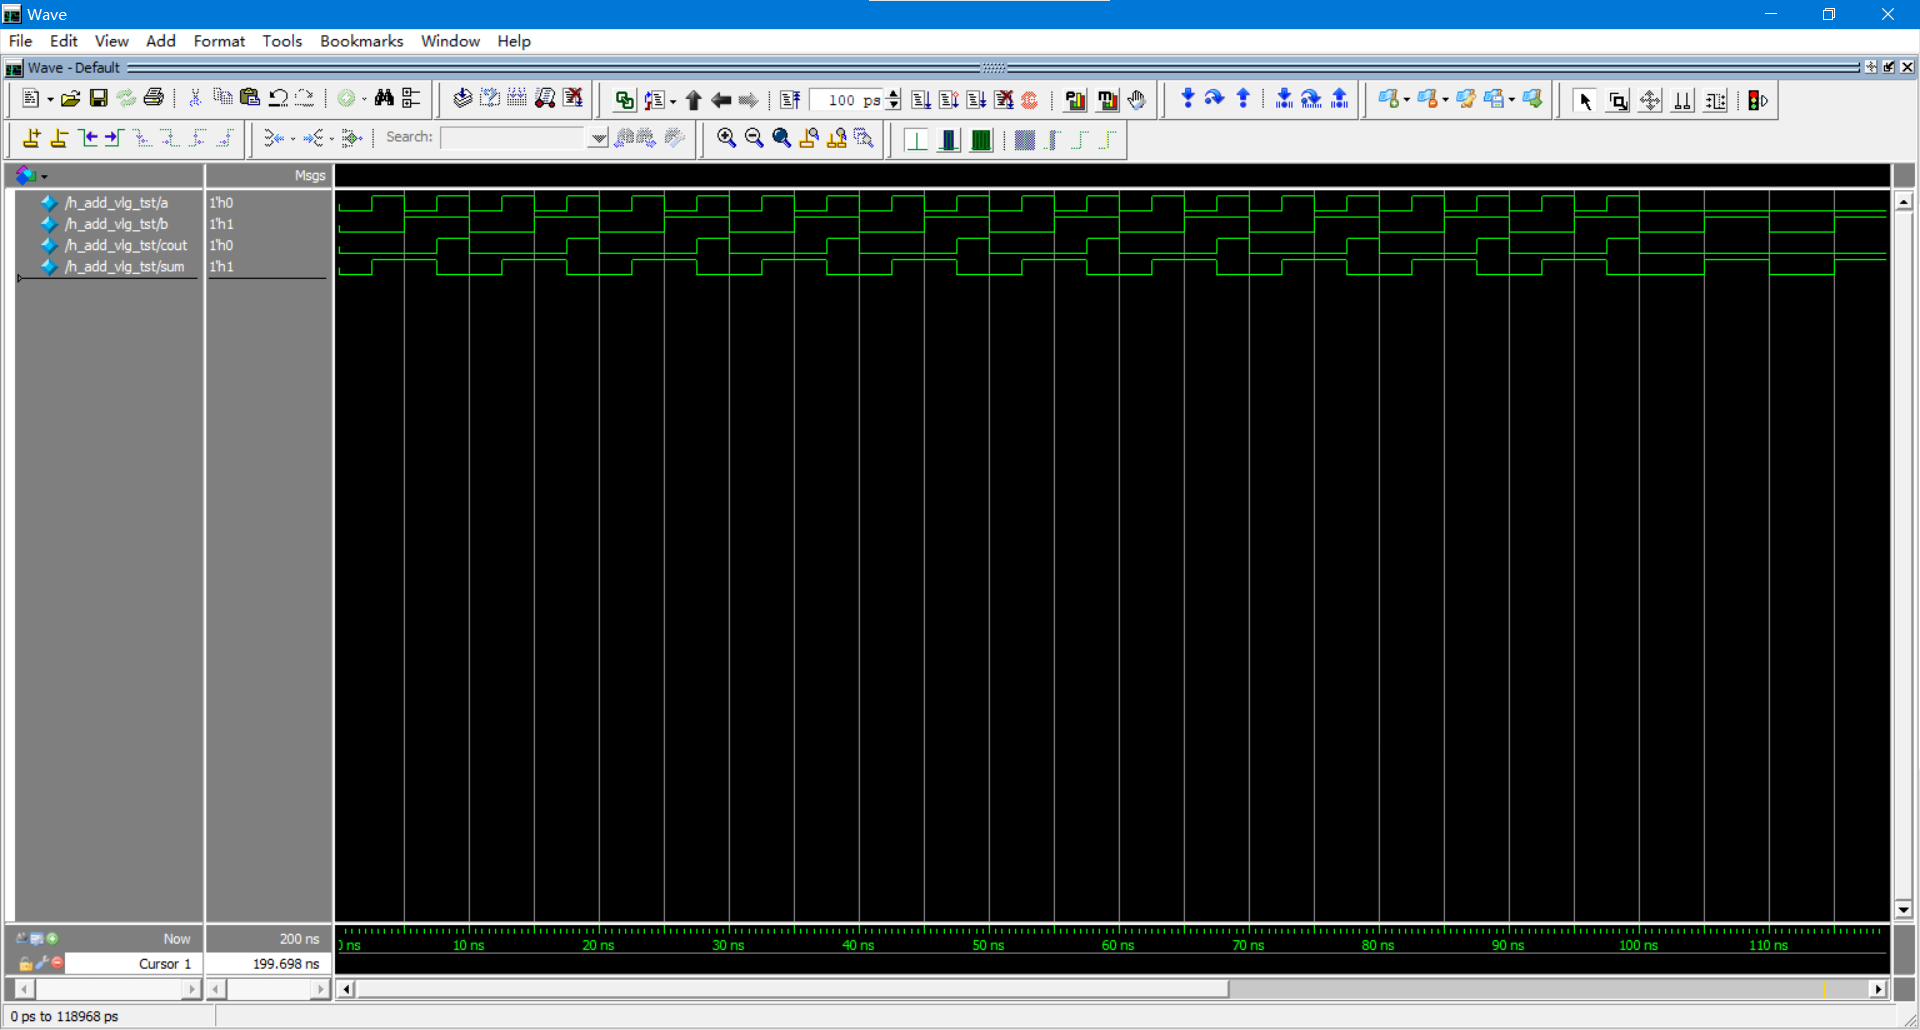 Wave
File Edit View Add Format Tools Bookmarks Window Help
Wave - Default
100 ps
Search:
Msgs
/h_add_vlg_tst/a 1'h0
/h_add_vlg_tst/b 1'h1
/h_add_vlg_tst/cout 1'h0
/h_add_vlg_tst/sum 1'h1
Now 200 ns
ns 10 ns 20 ns 30 ns 40 ns 50 ns 60 ns 70 ns 80 ns 90 ns 100 ns 110 ns
Cursor 1 199.698 ns
0 ps to 118968 ps